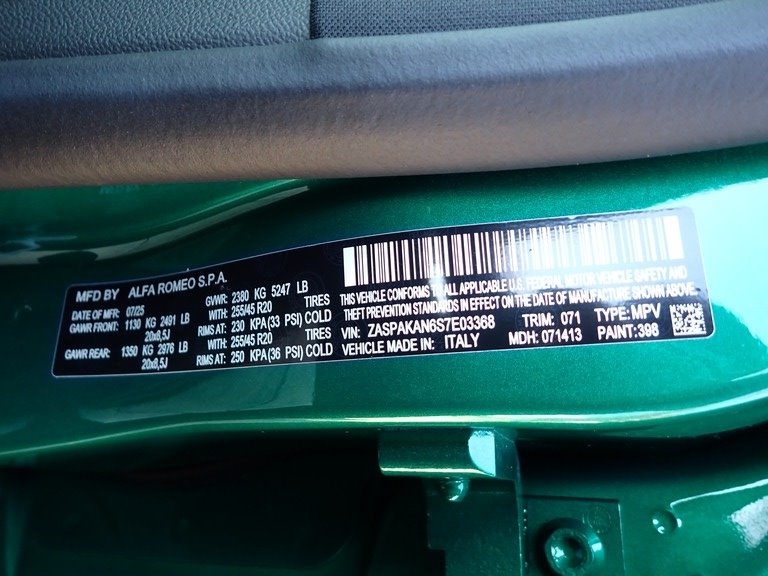 MFD BY ALFA ROMEO S.P.A.
DATE OF MFR: 07/25 GVWR: 2380 KG 5247 LB
GAWR FRONT: 1130 KG 2491 LB WITH: 255/45 R20 TIRES
20x8,5J RIMS AT: 230 KPA (33 PSI) COLD
GAWR REAR: 1350 KG 2976 LB WITH: 255/45 R20 TIRES
20x8,5J RIMS AT: 250 KPA (36 PSI) COLD
THIS VEHICLE CONFORMS TO ALL APPLICABLE U.S. FEDERAL MOTOR VEHICLE SAFETY AND
THEFT PREVENTION STANDARDS IN EFFECT ON THE DATE OF MANUFACTURE SHOWN ABOVE.
VIN: ZASPAKAN6S7E03368 TRIM: 071 TYPE: MPV
VEHICLE MADE IN: ITALY MDH: 071413 PAINT:398